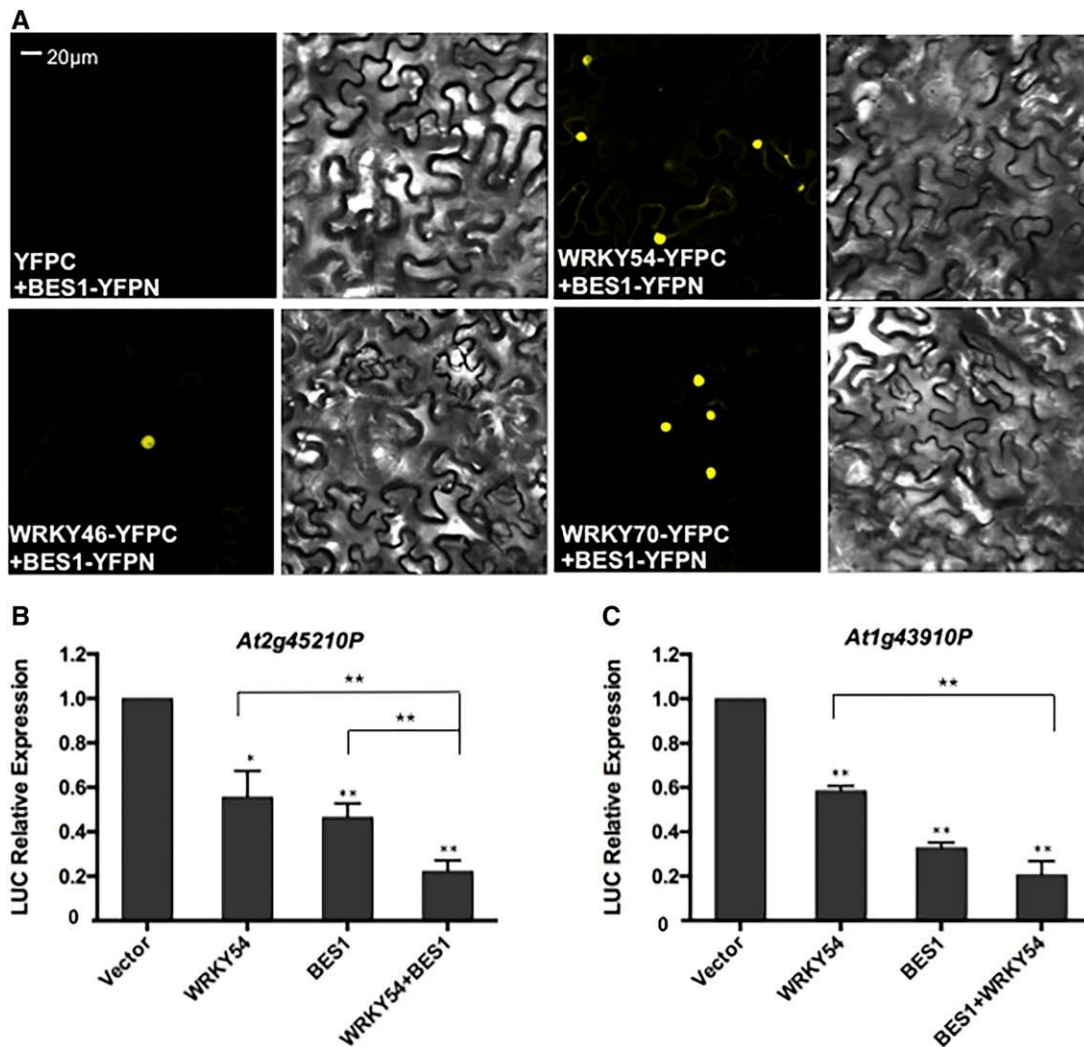 A
20µm
YFPC
+BES1-YFPN
WRKY54-YFPC
+BES1-YFPN
WRKY46-YFPC
+BES1-YFPN
WRKY70-YFPC
+BES1-YFPN
B
At2g45210P
LUC Relative Expression
1.2
1.0
0.8
0.6
0.4
0.2
0
**
**
*
**
**
Vector
WRKY54
BES1
WRKY54+BES1
C
At1g43910P
LUC Relative Expression
1.2
1.0
0.8
0.6
0.4
0.2
0
**
**
**
**
Vector
WRKY54
BES1
BES1+WRKY54